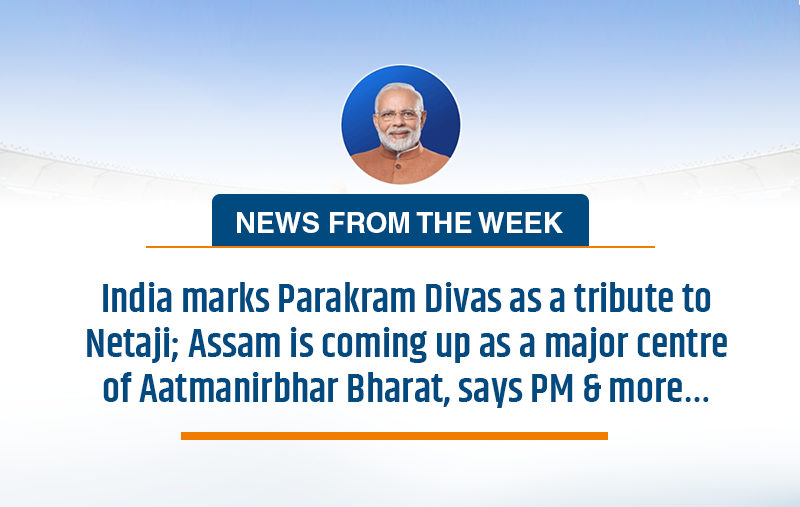 NEWS FROM THE WEEK
India marks Parakram Divas as a tribute to
Netaji; Assam is coming up as a major centre
of Aatmanirbhar Bharat, says PM & more...